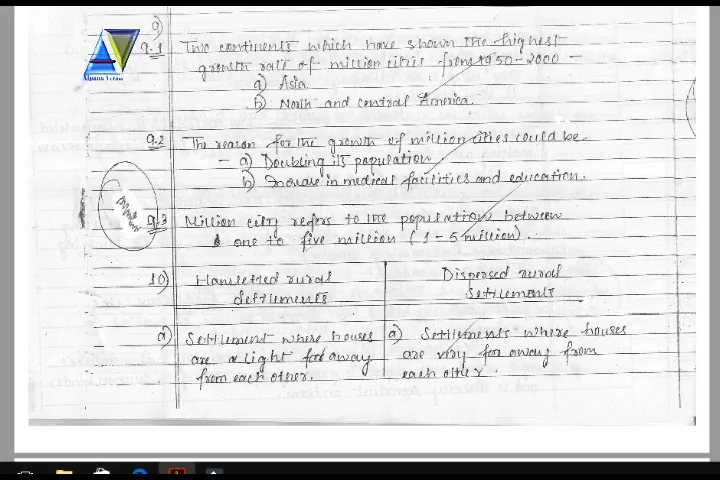 9)
9.1 Two continents which have shown the highest
growth rate of million cities from 1950-2000 -
a) Asia
b) North and central America.
9.2 The reason for the growth of million cities could be
- a) Doubling its population
b) Increase in medical facilities and education.
9.3 Million city refers to the population between
one to five million (1-5 million).
10) Hamletted rural settlements
Dispersed rural settlements
a) Settlement where houses
are a light far away
from each other.
a) Settlements where houses
are very far away from
each other.